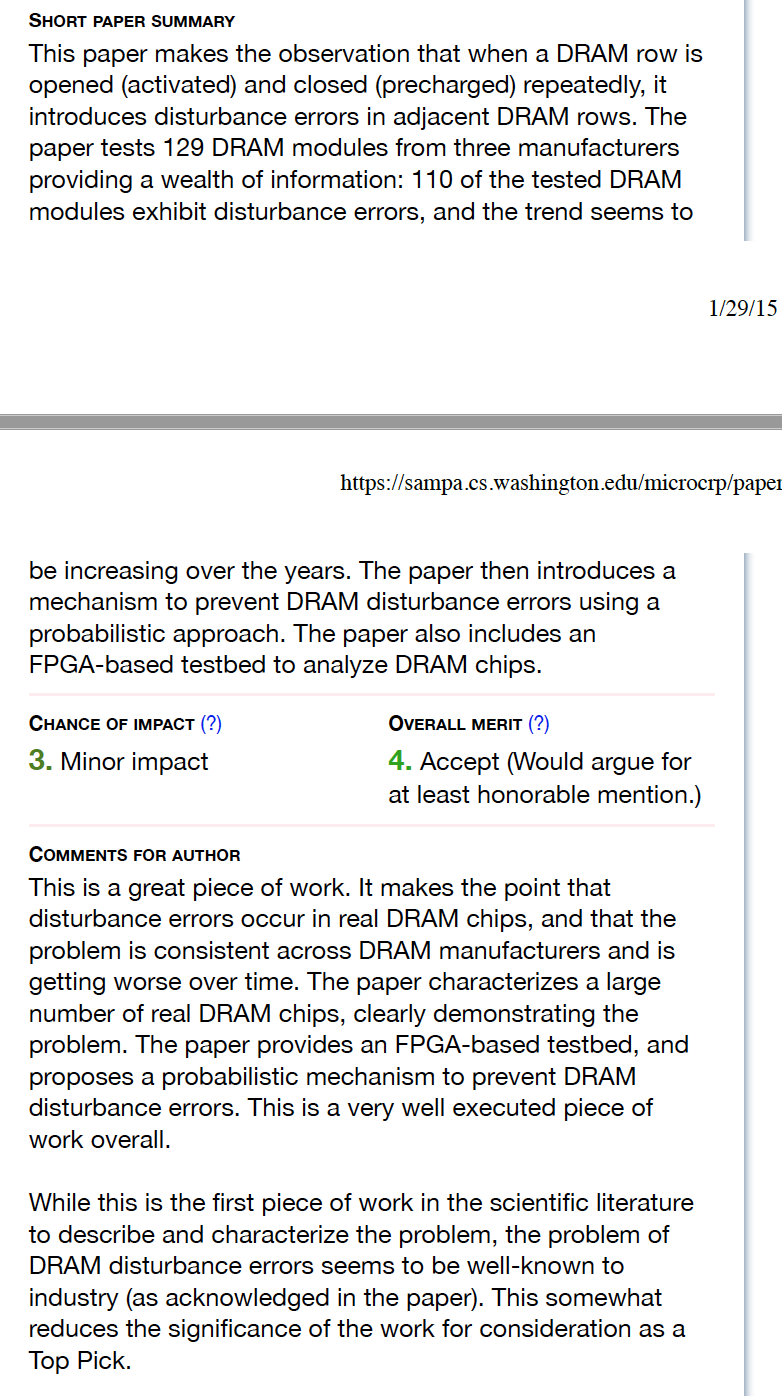 SHORT PAPER SUMMARY
This paper makes the observation that when a DRAM row is
opened (activated) and closed (precharged) repeatedly, it
introduces disturbance errors in adjacent DRAM rows. The
paper tests 129 DRAM modules from three manufacturers
providing a wealth of information: 110 of the tested DRAM
modules exhibit disturbance errors, and the trend seems to
1/29/15
https://sampa.cs.washington.edu/microcrp/paper
be increasing over the years. The paper then introduces a
mechanism to prevent DRAM disturbance errors using a
probabilistic approach. The paper also includes an
FPGA-based testbed to analyze DRAM chips.
CHANCE OF IMPACT (?)
3. Minor impact
OVERALL MERIT (?)
4. Accept (Would argue for
at least honorable mention.)
COMMENTS FOR AUTHOR
This is a great piece of work. It makes the point that
disturbance errors occur in real DRAM chips, and that the
problem is consistent across DRAM manufacturers and is
getting worse over time. The paper characterizes a large
number of real DRAM chips, clearly demonstrating the
problem. The paper provides an FPGA-based testbed, and
proposes a probabilistic mechanism to prevent DRAM
disturbance errors. This is a very well executed piece of
work overall.
While this is the first piece of work in the scientific literature
to describe and characterize the problem, the problem of
DRAM disturbance errors seems to be well-known to
industry (as acknowledged in the paper). This somewhat
reduces the significance of the work for consideration as a
Top Pick.